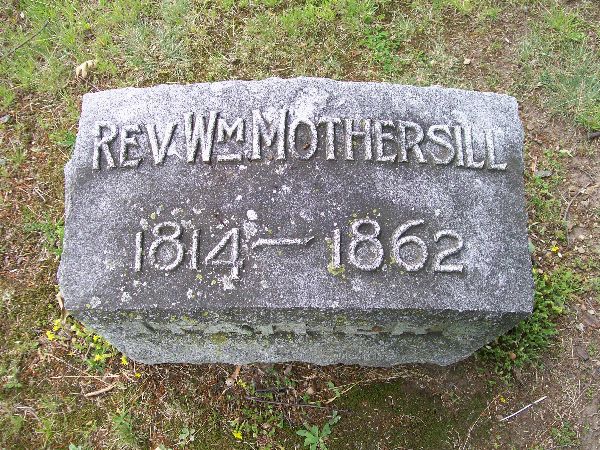 REV. WM. MOTHERSILL
1814 — 1862